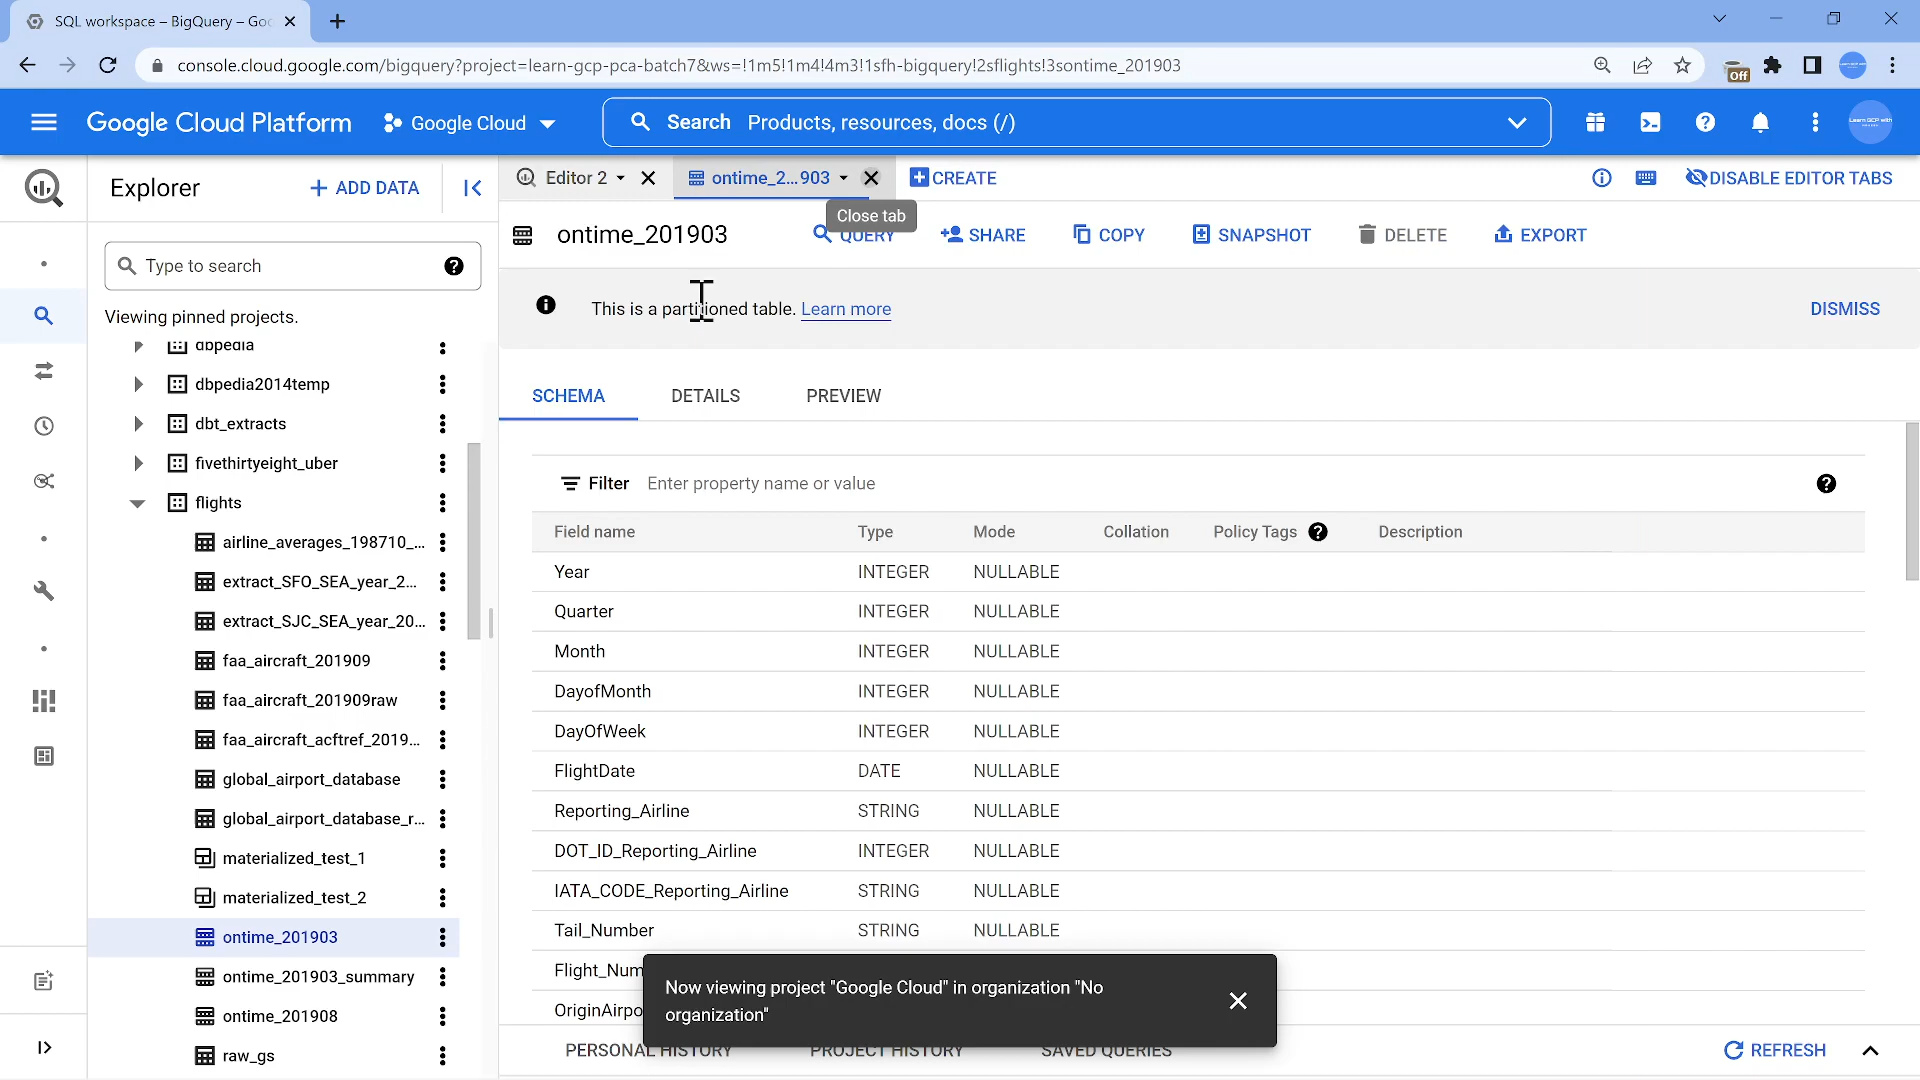 SQL workspace – BigQuery – Goo
console.cloud.google.com/bigquery?project=learn-gcp-pca-batch7&ws=!1m5!1m4!4m3!1sfh-bigquery!2sflights!3sontime_201903
Off
Google Cloud Platform
Google Cloud
Search Products, resources, docs (/)
Explorer
+ ADD DATA
Type to search
Viewing pinned projects.
dbpedia
dbpedia2014temp
dbt_extracts
fivethirtyeight_uber
flights
airline_averages_198710_...
extract_SFO_SEA_year_2...
extract_SJC_SEA_year_20...
faa_aircraft_201909
faa_aircraft_201909raw
faa_aircraft_acftref_2019...
global_airport_database
global_airport_database_r...
materialized_test_1
materialized_test_2
ontime_201903
ontime_201903_summary
ontime_201908
raw_gs
Editor 2
ontime_2...903
CREATE
DISABLE EDITOR TABS
Close tab
ontime_201903
QUERY
SHARE
COPY
SNAPSHOT
DELETE
EXPORT
This is a partitioned table. Learn more
DISMISS
SCHEMA DETAILS PREVIEW
Filter Enter property name or value
Field name Type Mode Collation Policy Tags Description
Year INTEGER NULLABLE
Quarter INTEGER NULLABLE
Month INTEGER NULLABLE
DayofMonth INTEGER NULLABLE
DayOfWeek INTEGER NULLABLE
FlightDate DATE NULLABLE
Reporting_Airline STRING NULLABLE
DOT_ID_Reporting_Airline INTEGER NULLABLE
IATA_CODE_Reporting_Airline STRING NULLABLE
Tail_Number STRING NULLABLE
Flight_Num
OriginAirpo
Now viewing project "Google Cloud" in organization "No
organization"
PERSONAL HISTORY PROJECT HISTORY SAVED QUERIES
REFRESH